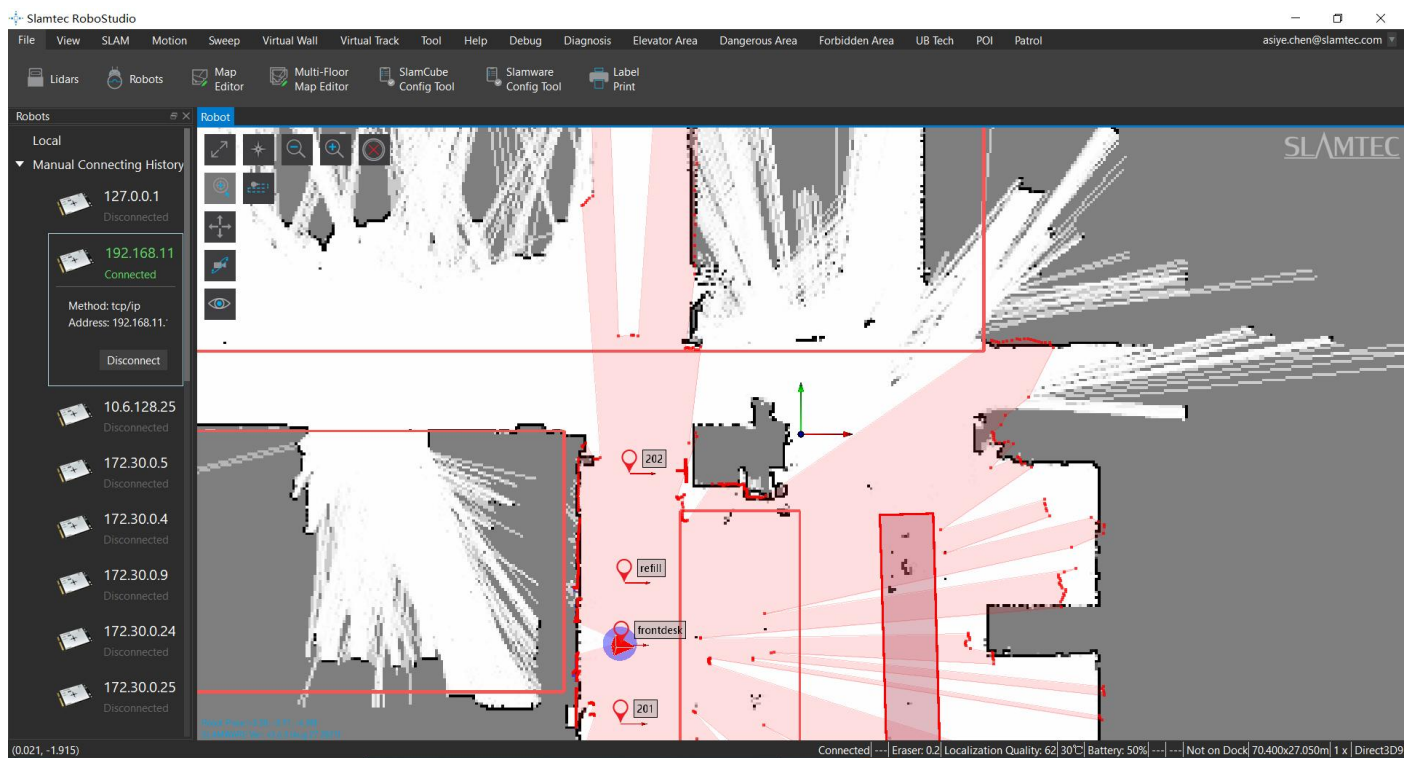 Slamtec RoboStudio
File View SLAM Motion Sweep Virtual Wall Virtual Track Tool Help Debug Diagnosis Elevator Area Dangerous Area Forbidden Area UB Tech POI Patrol asiye.chen@slamtec.com
Lidars
Robots
Map
Editor
Multi-Floor
Map Editor
SlamCube
Config Tool
Slamware
Config Tool
Label
Print
Robots
Robot
Local
Manual Connecting History
127.0.0.1
Disconnected
192.168.11
Connected
Method: tcp/ip
Address: 192.168.11.
Disconnect
10.6.128.25
Disconnected
172.30.0.5
Disconnected
172.30.0.4
Disconnected
172.30.0.9
Disconnected
172.30.0.24
Disconnected
172.30.0.25
Disconnected
SLAMTEC
202
refill
frontdesk
201
(0.021, -1.915)
Connected --- Eraser: 0.2 Localization Quality: 62 30℃ Battery: 50% --- --- Not on Dock 70.400x27.050m 1 x Direct3D9